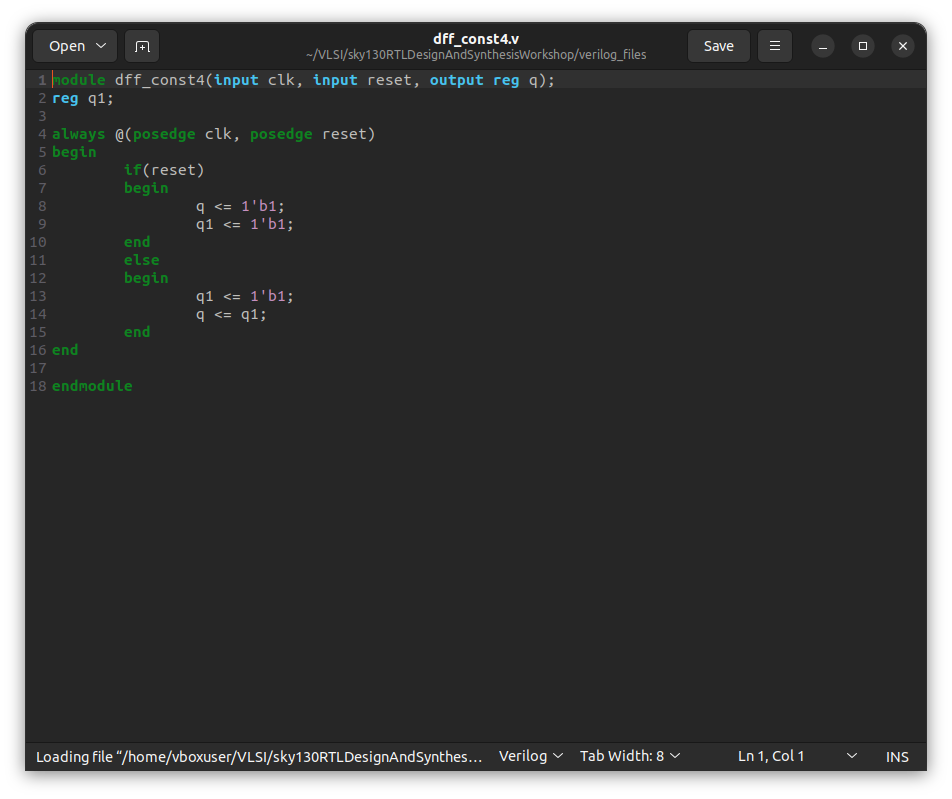 Open
dff_const4.v
~/VLSI/sky130RTLDesignAndSynthesisWorkshop/verilog_files
Save
1 module dff_const4(input clk, input reset, output reg q);
2 reg q1;
3
4 always @(posedge clk, posedge reset)
5 begin
6         if(reset)
7         begin
8                 q <= 1'b1;
9                 q1 <= 1'b1;
10         end
11         else
12         begin
13                 q1 <= 1'b1;
14                 q <= q1;
15         end
16 end
17
18 endmodule
Loading file “/home/vboxuser/VLSI/sky130RTLDesignAndSynthes… Verilog Tab Width: 8 Ln 1, Col 1 INS